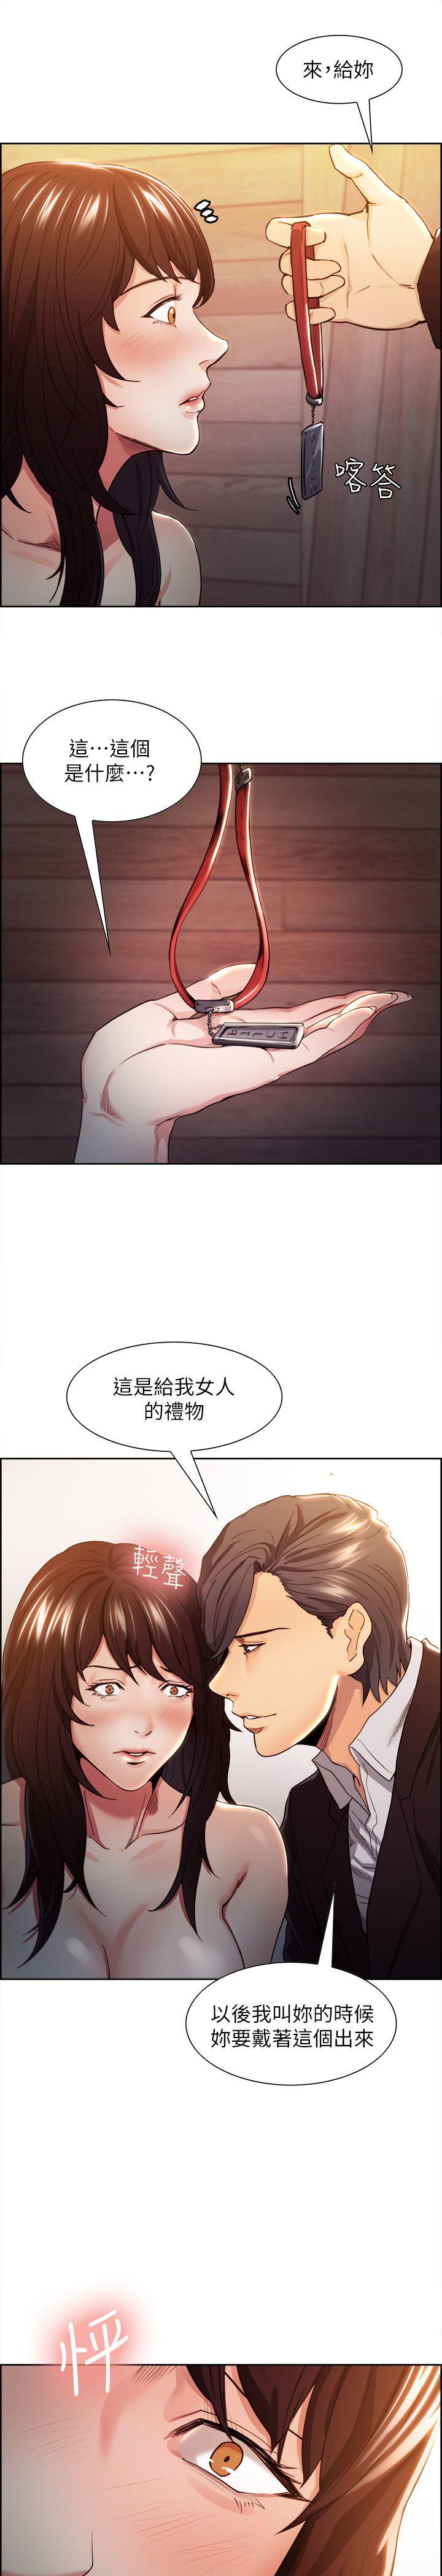 來，給妳
喀答
這⋯這個
是什麼⋯?
BITCH
這是給我女人
的禮物
輕聲
以後我叫妳的時候
妳要戴著這個出來
怦